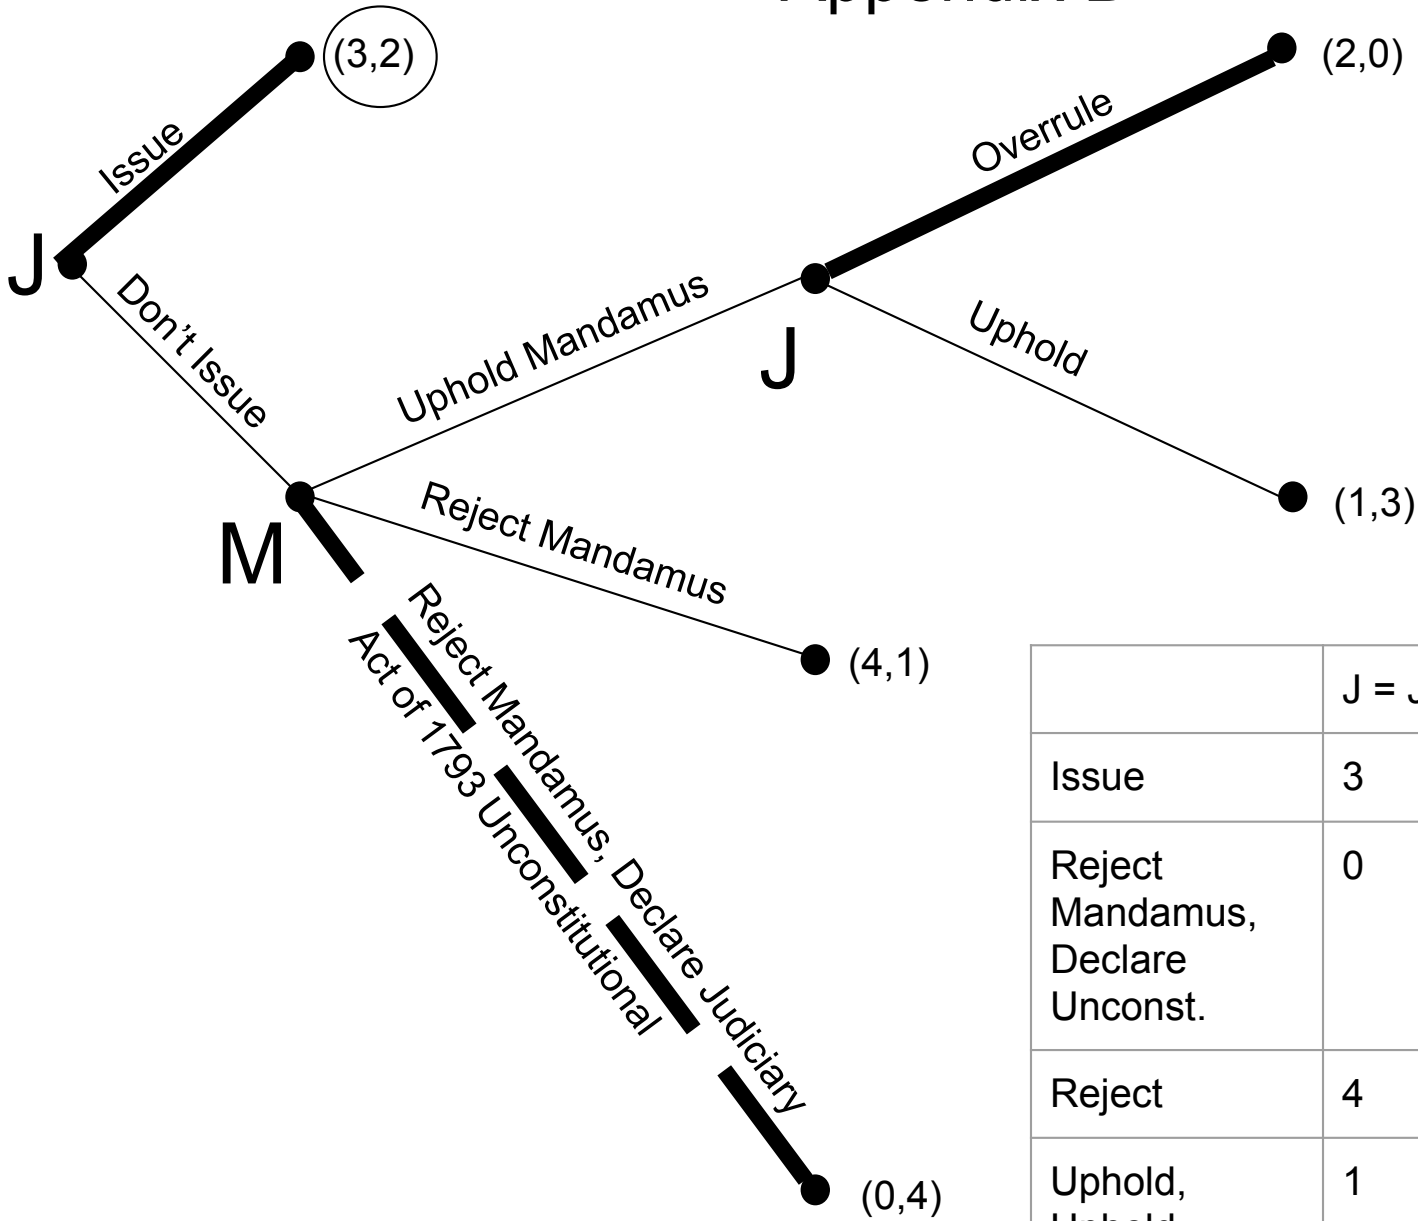 (3,2)
(2,0)
Issue
Overrule
J
Don't Issue
Uphold Mandamus
J
Uphold
M
Reject Mandamus
(1,3)
Reject Mandamus, Declare Judiciary
Act of 1793 Unconstitutional
(4,1)
(0,4)
J =
Issue 3
Reject 0
Mandamus,
Declare
Unconst.
Reject 4
Uphold, 1